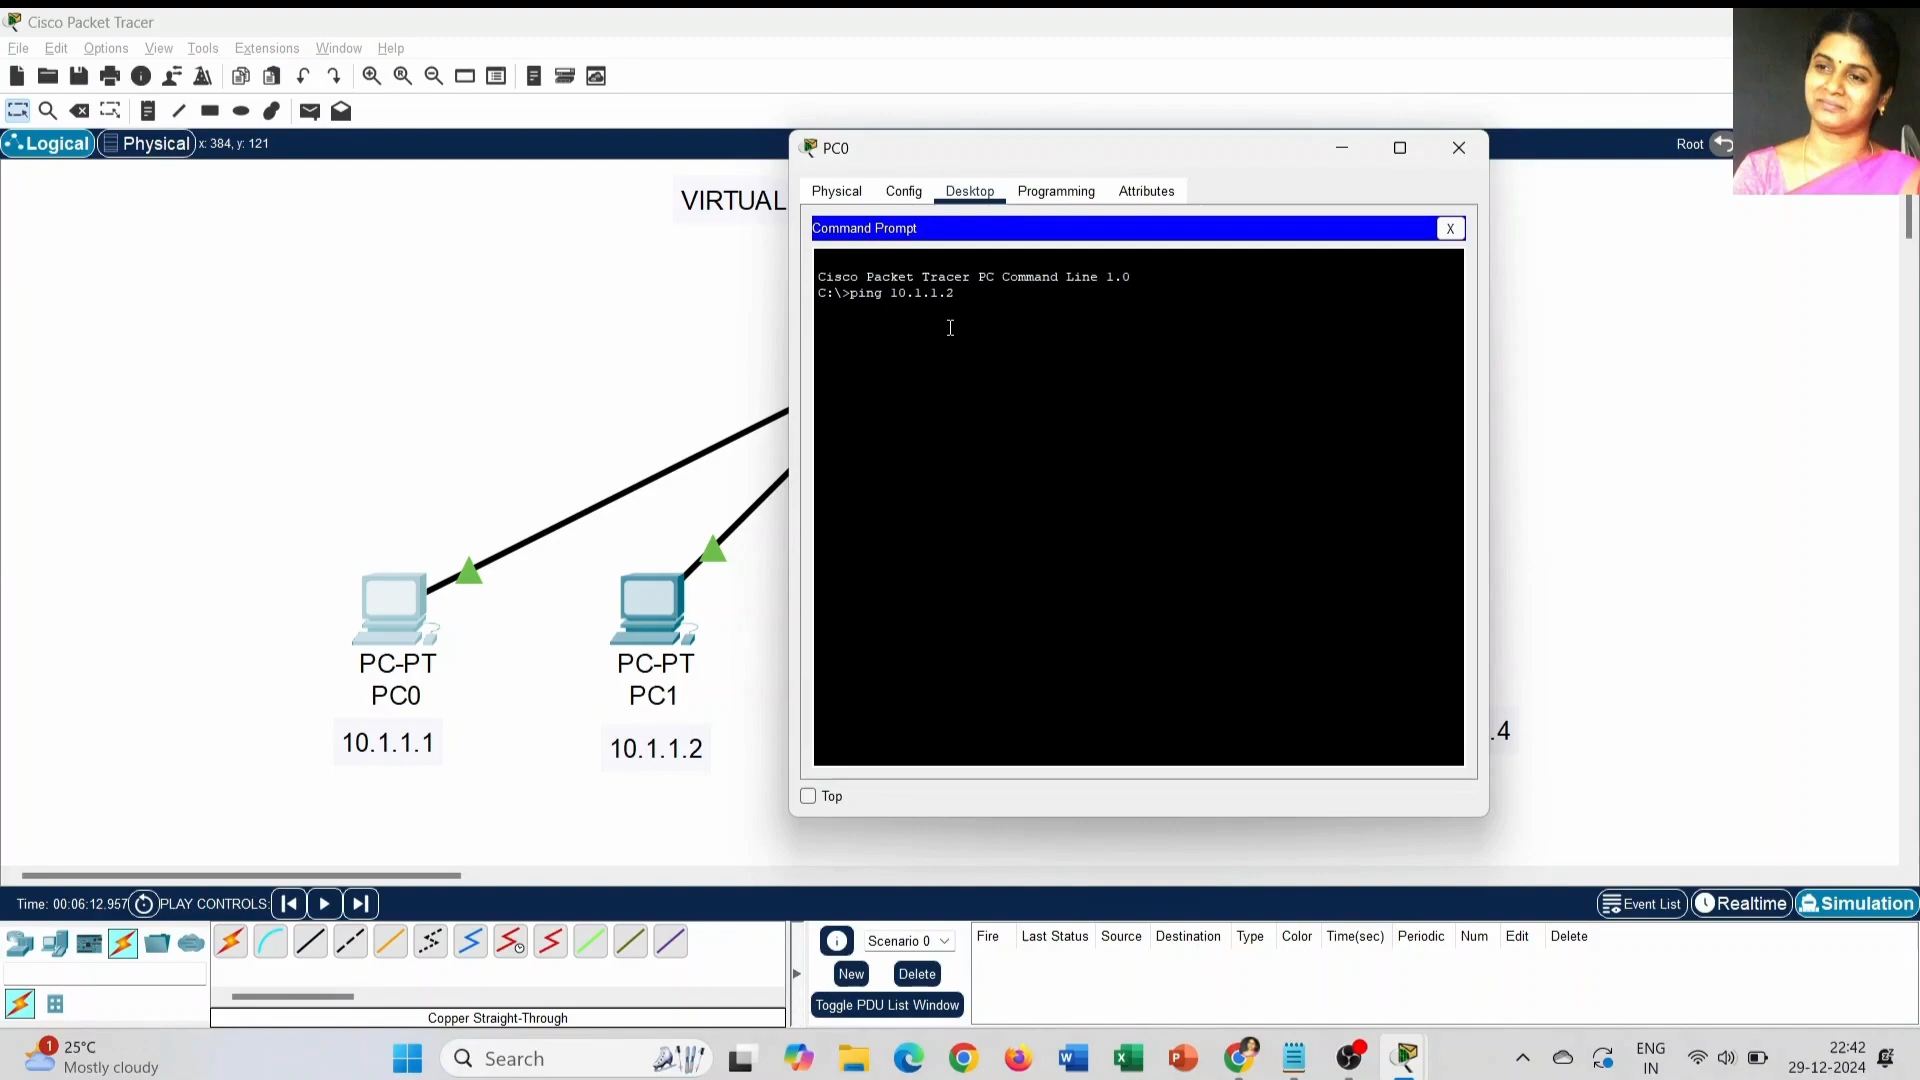 Cisco Packet Tracer
File Edit Options View Tools Extensions Window Help
Logical Physical x: 384, y: 121
Root
VIRTUAL
PC0
Physical Config Desktop Programming Attributes
Command Prompt X
Cisco Packet Tracer PC Command Line 1.0
C:\>ping 10.1.1.2
PC-PT
PC0
10.1.1.1
PC-PT
PC1
10.1.1.2
.4
Top
Time: 00:06:12.957 PLAY CONTROLS:
Event List Realtime Simulation
Scenario 0
New Delete
Toggle PDU List Window
Fire Last Status Source Destination Type Color Time(sec) Periodic Num Edit Delete
Copper Straight-Through
1
25°C
Mostly cloudy
Search
ENG
IN
22:42
29-12-2024